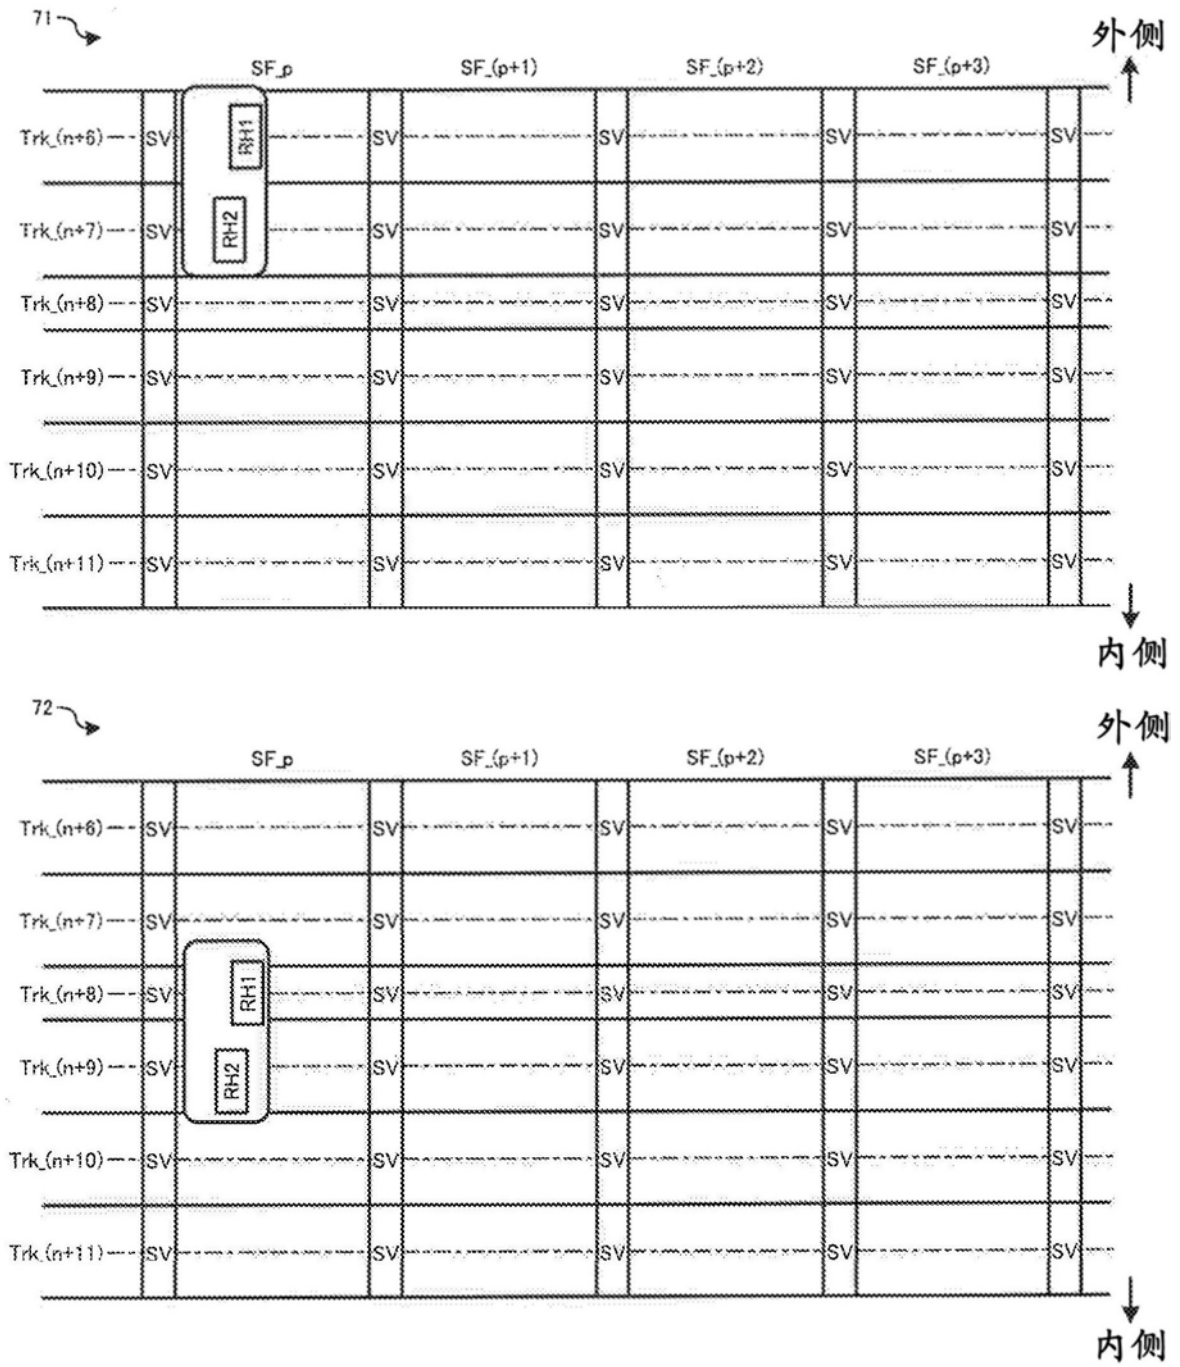 71
外侧
SF_p SF_(p+1) SF_(p+2) SF_(p+3)
Trk_(n+6) SV RH1 SV SV SV SV
Trk_(n+7) SV RH2 SV SV SV SV
Trk_(n+8) SV SV SV SV SV
Trk_(n+9) SV SV SV SV SV
Trk_(n+10) SV SV SV SV SV
Trk_(n+11) SV SV SV SV SV
内侧
72
外侧
SF_p SF_(p+1) SF_(p+2) SF_(p+3)
Trk_(n+6) SV SV SV SV SV
Trk_(n+7) SV SV SV SV SV
Trk_(n+8) SV RH1 SV SV SV SV
Trk_(n+9) SV RH2 SV SV SV SV
Trk_(n+10) SV SV SV SV SV
Trk_(n+11) SV SV SV SV SV
内侧